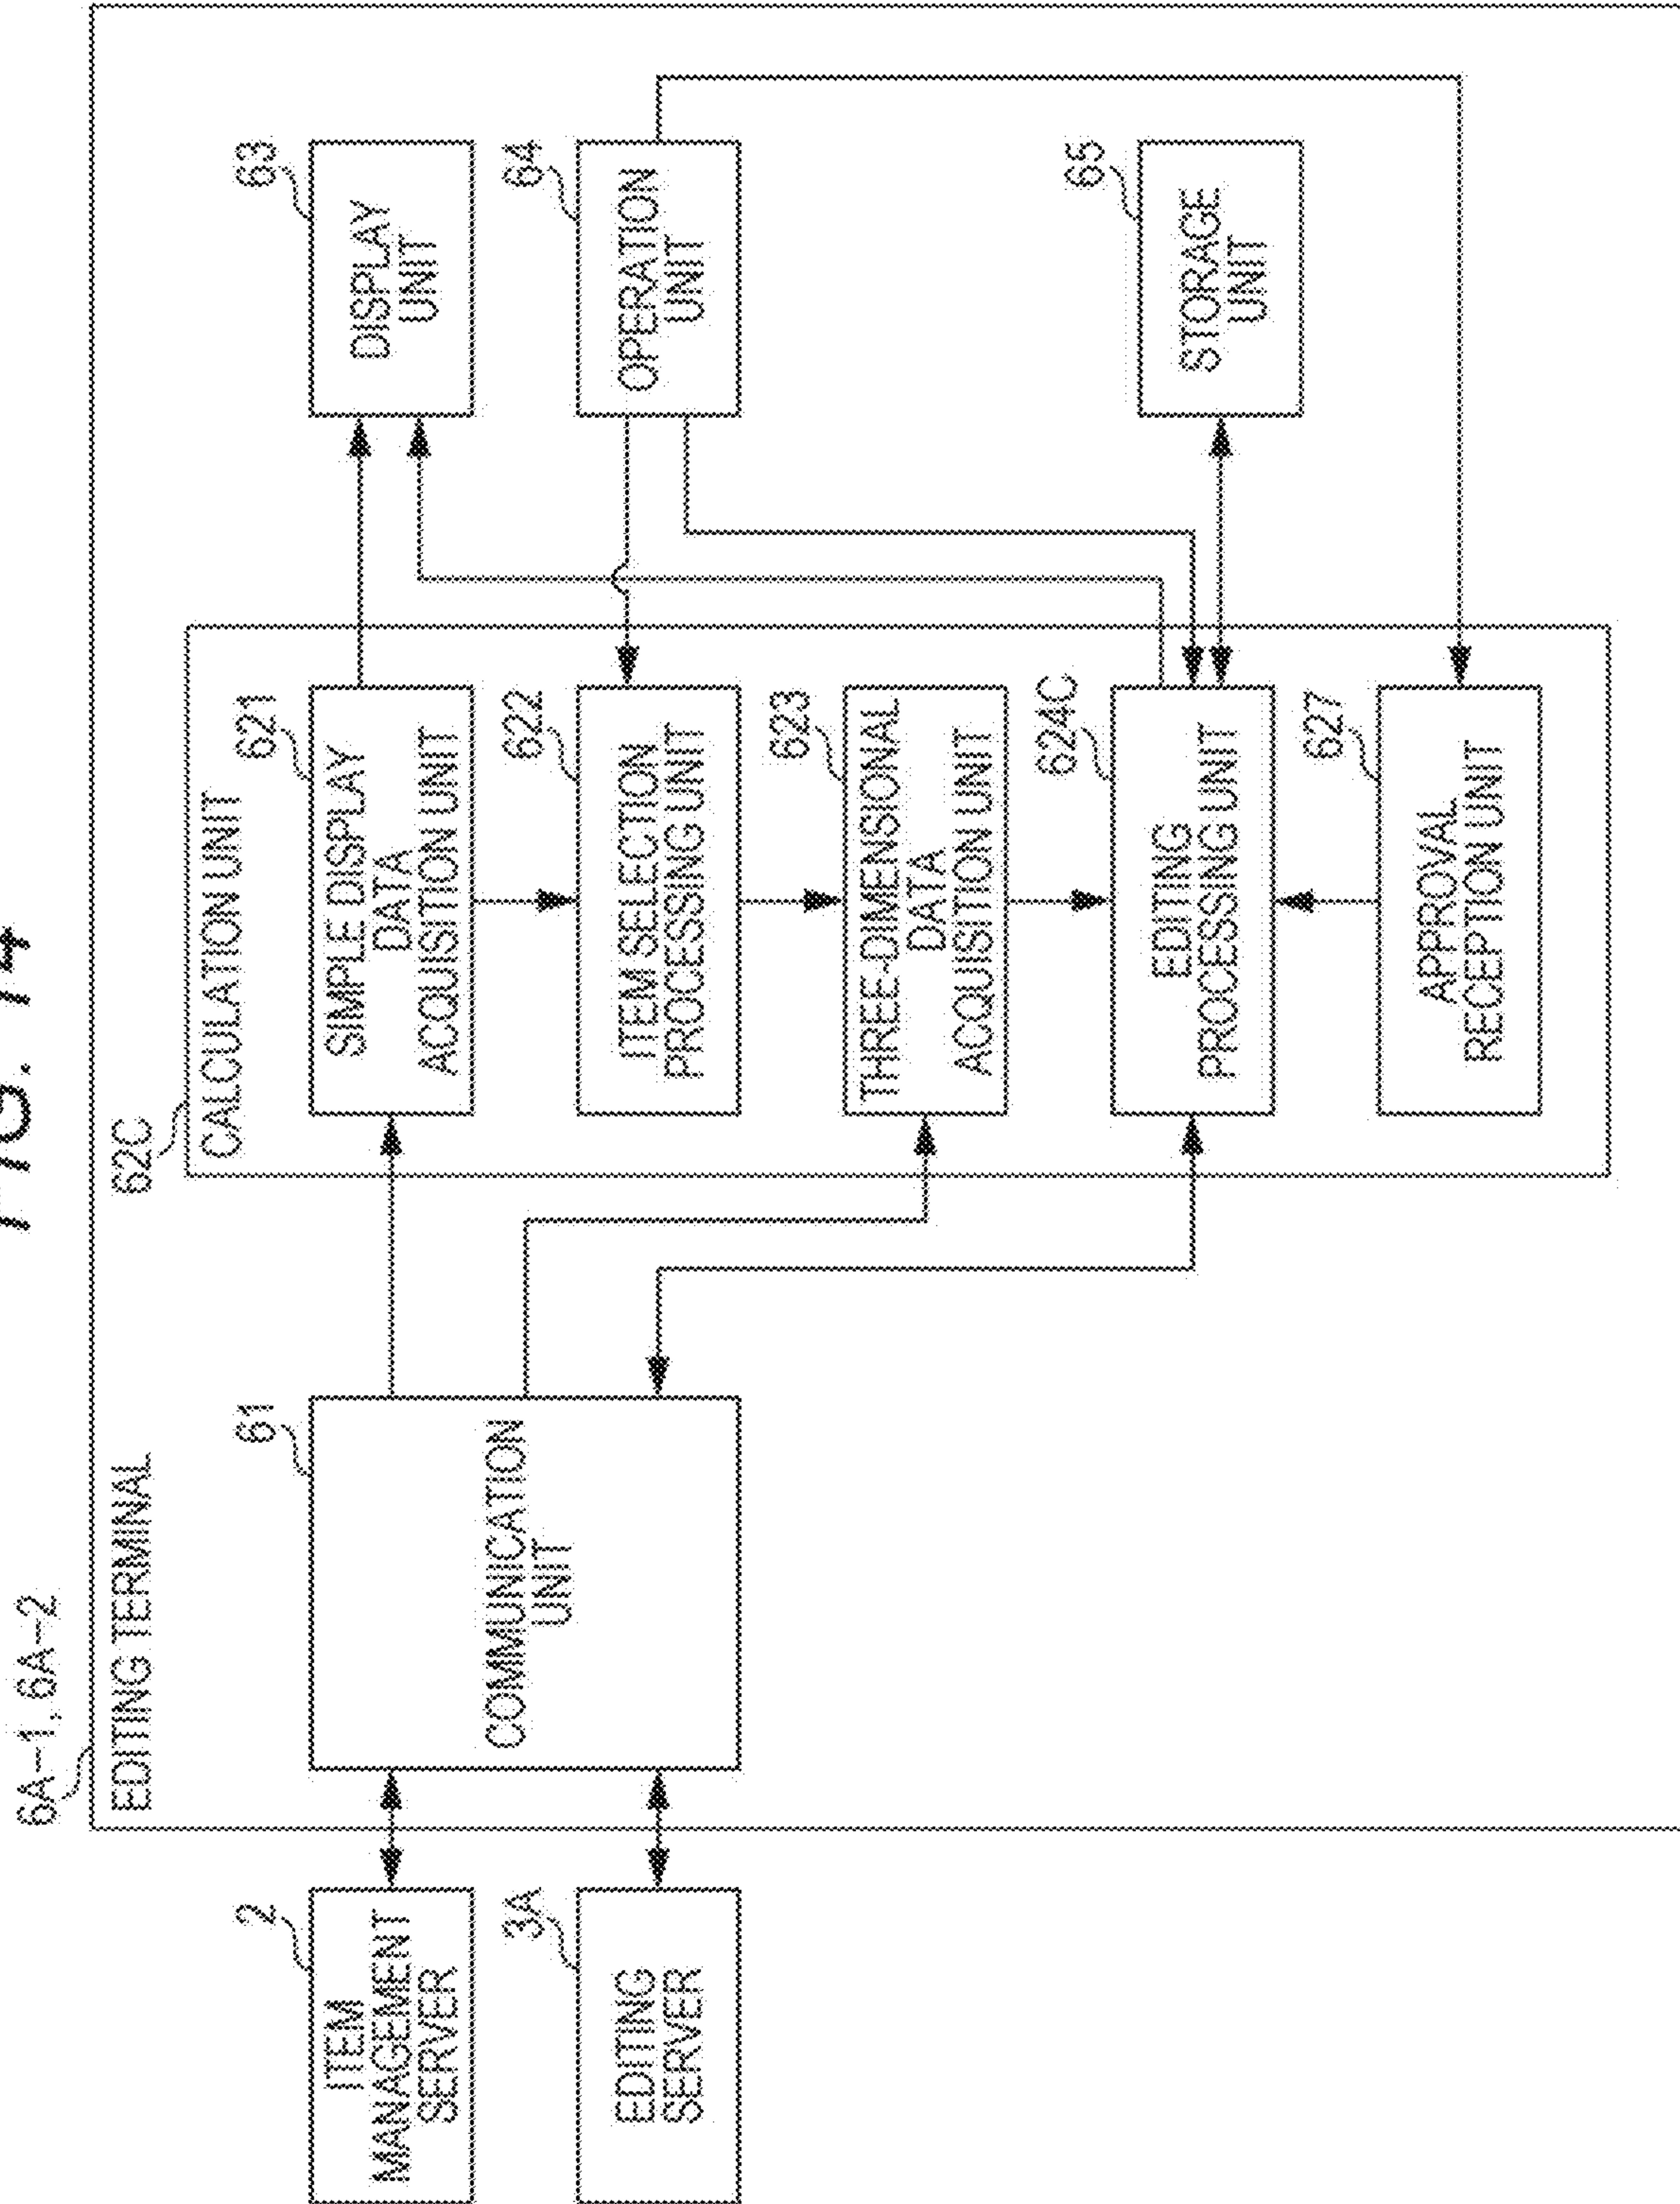 FIG. 14
6A-1, 6A-2
EDITING TERMINAL
2
ITEM
MANAGEMENT
SERVER
3A
EDITING
SERVER
61
COMMUNICATION
UNIT
62C
CALCULATION UNIT
621
SIMPLE DISPLAY
DATA
ACQUISITION UNIT
622
ITEM SELECTION
PROCESSING UNIT
623
THREE-DIMENSIONAL
DATA
ACQUISITION UNIT
624C
EDITING
PROCESSING UNIT
627
APPROVAL
RECEPTION UNIT
63
DISPLAY
UNIT
64
OPERATION
UNIT
65
STORAGE
UNIT